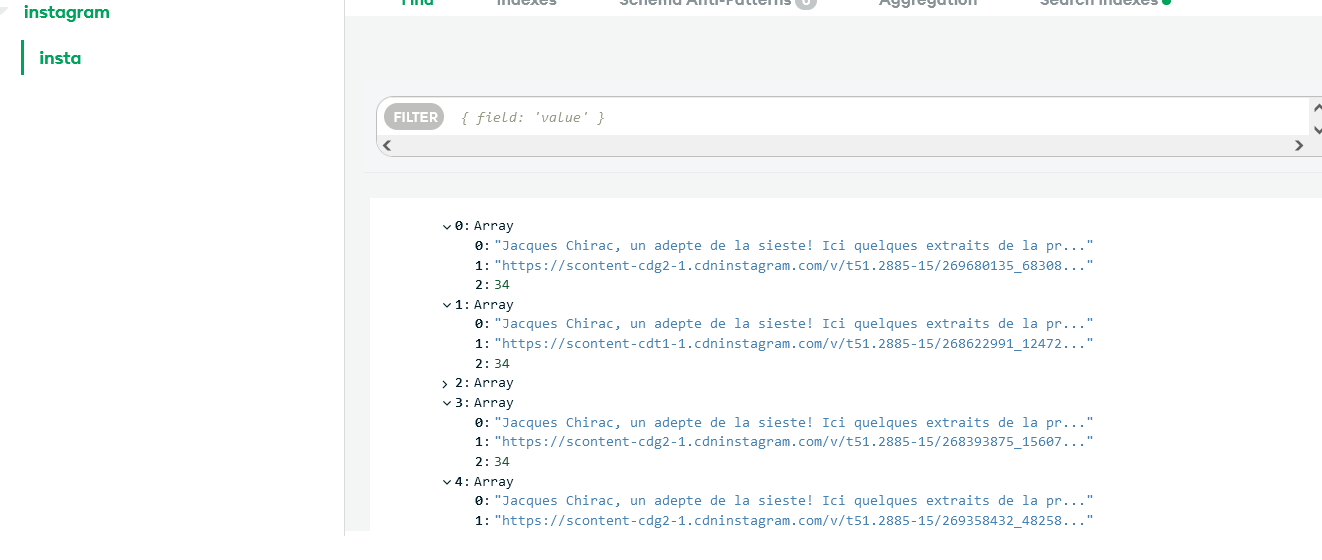 instagram
insta
Find Indexes Schema Anti-Patterns 0 Aggregation Search Indexes
FILTER { field: 'value' }
0: Array
0: "Jacques Chirac, un adepte de la sieste! Ici quelques extraits de la pr..."
1: "https://scontent-cdg2-1.cdninstagram.com/v/t51.2885-15/269680135_68308..."
2: 34
1: Array
0: "Jacques Chirac, un adepte de la sieste! Ici quelques extraits de la pr..."
1: "https://scontent-cdt1-1.cdninstagram.com/v/t51.2885-15/268622991_12472..."
2: 34
2: Array
3: Array
0: "Jacques Chirac, un adepte de la sieste! Ici quelques extraits de la pr..."
1: "https://scontent-cdg2-1.cdninstagram.com/v/t51.2885-15/268393875_15607..."
2: 34
4: Array
0: "Jacques Chirac, un adepte de la sieste! Ici quelques extraits de la pr..."
1: "https://scontent-cdg2-1.cdninstagram.com/v/t51.2885-15/269358432_48258..."